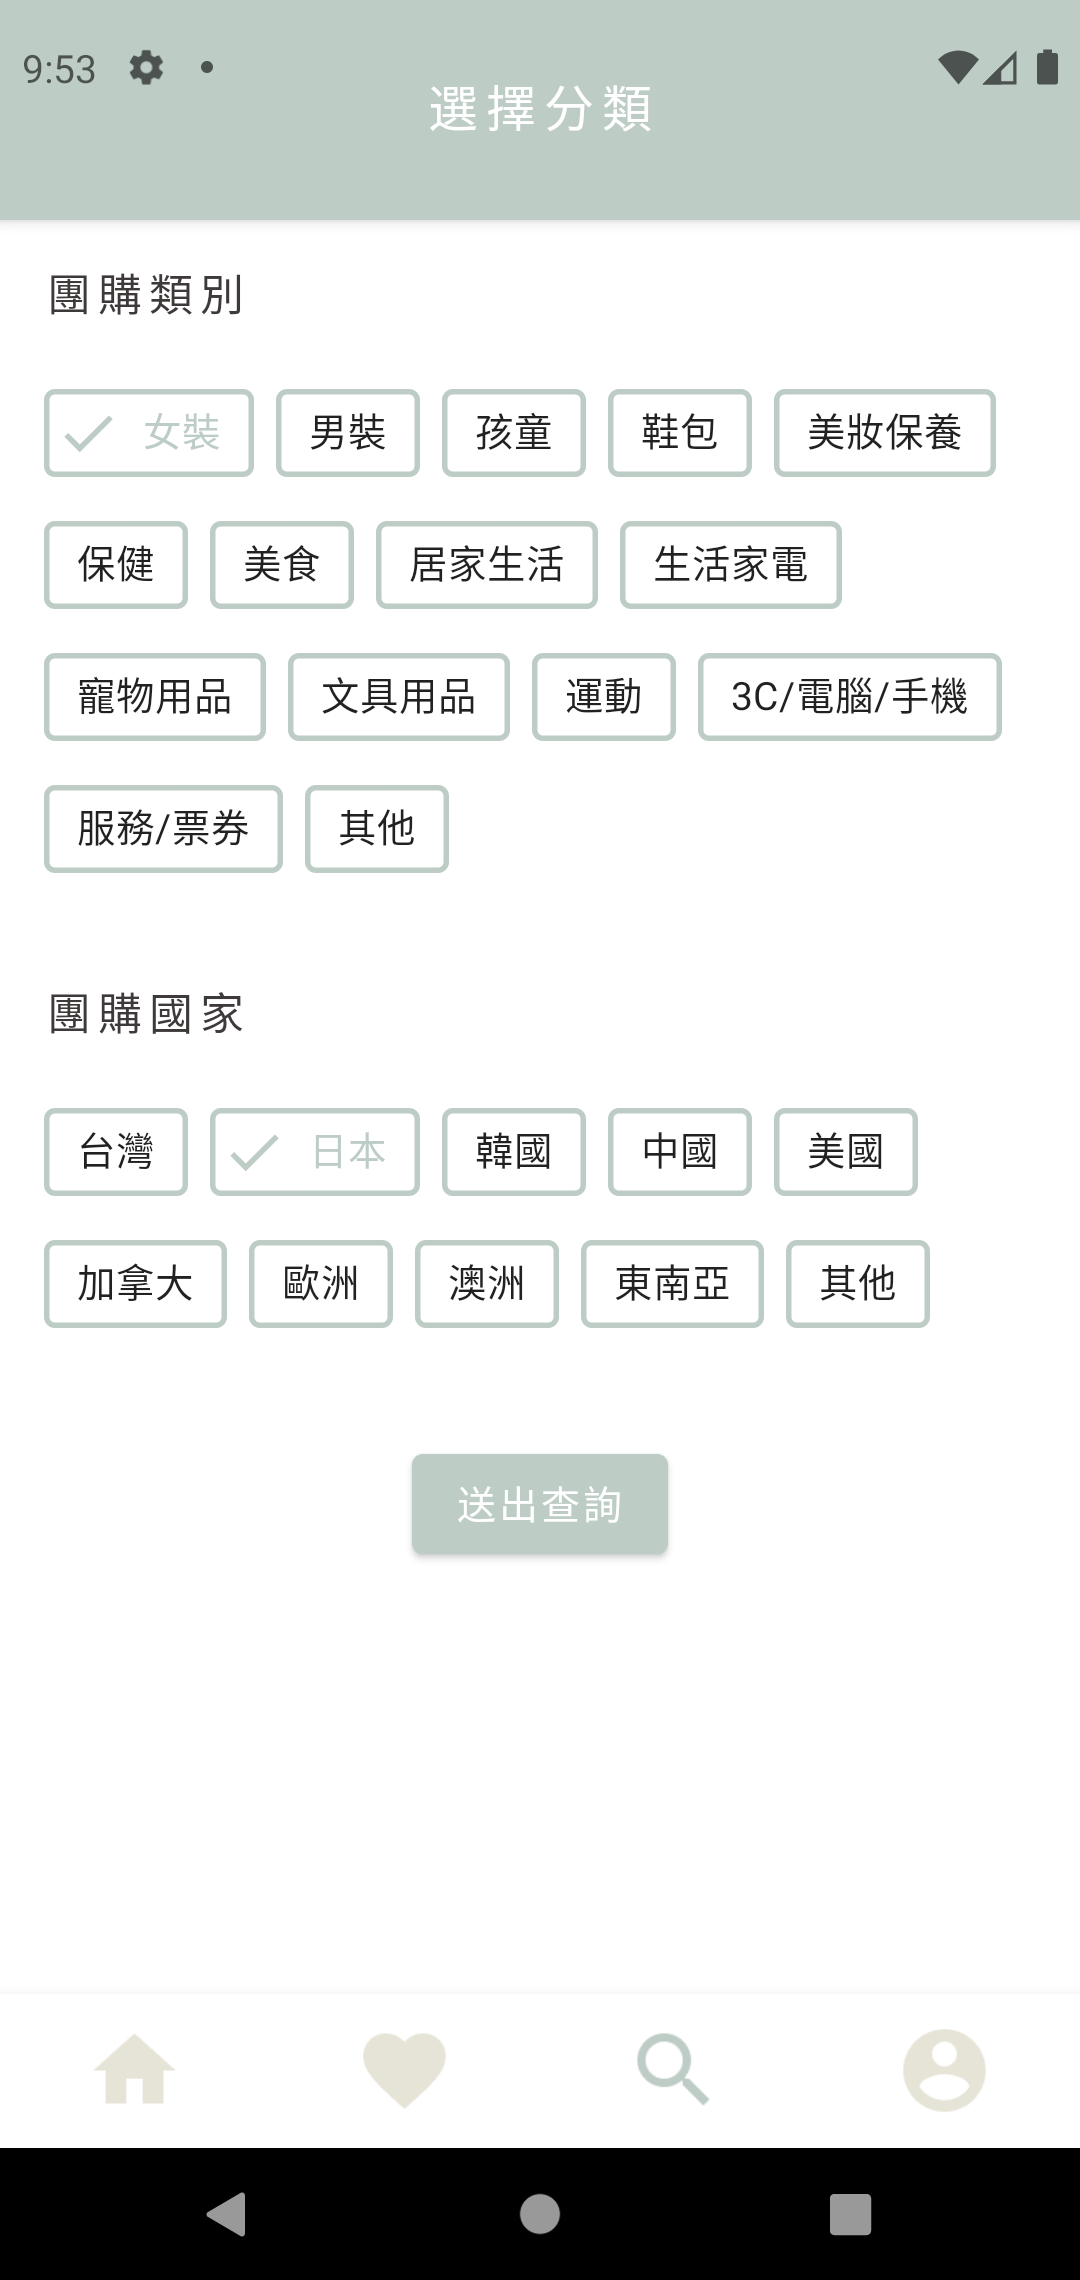 9:53
選擇分類
團購類別
女裝 男裝 孩童 鞋包 美妝保養
保健 美食 居家生活 生活家電
寵物用品 文具用品 運動 3C/電腦/手機
服務/票券 其他
團購國家
台灣 日本 韓國 中國 美國
加拿大 歐洲 澳洲 東南亞 其他
送出查詢